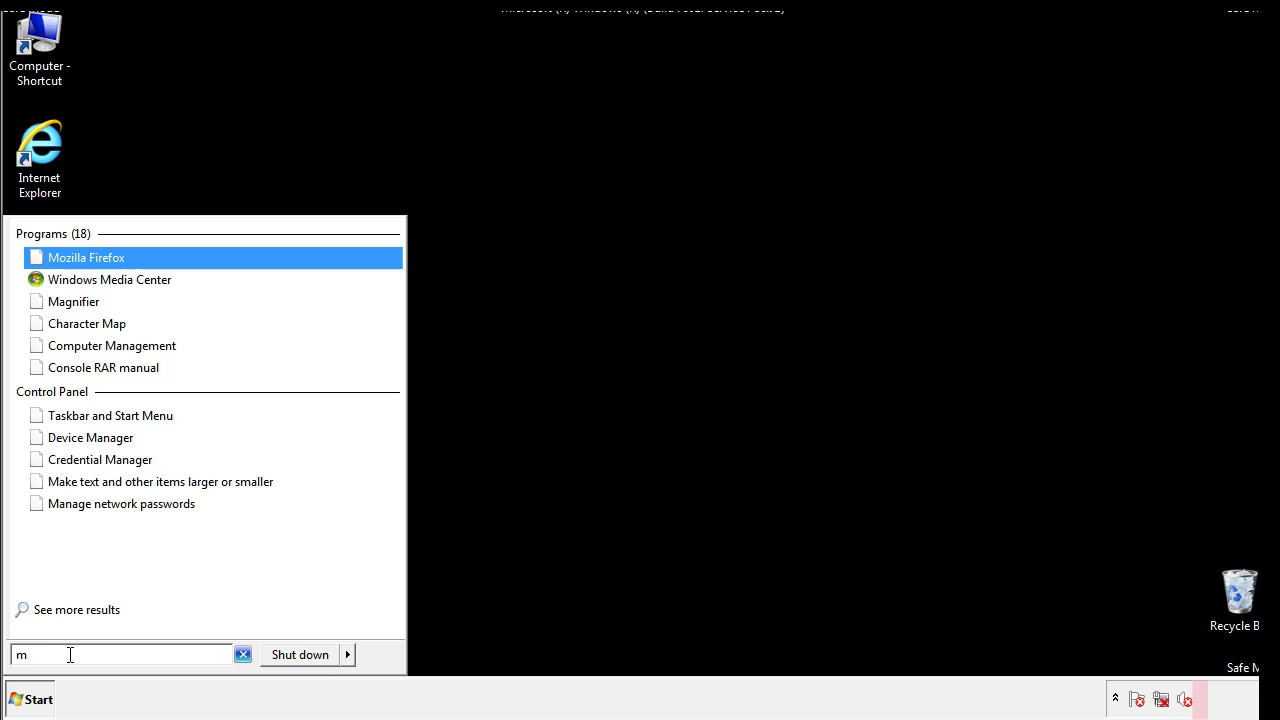 Computer -
Shortcut
Internet
Explorer
Programs (18)
Mozilla Firefox
Windows Media Center
Magnifier
Character Map
Computer Management
Console RAR manual
Control Panel
Taskbar and Start Menu
Device Manager
Credential Manager
Make text and other items larger or smaller
Manage network passwords
See more results
m
Shut down
Recycle B
Safe M
Start